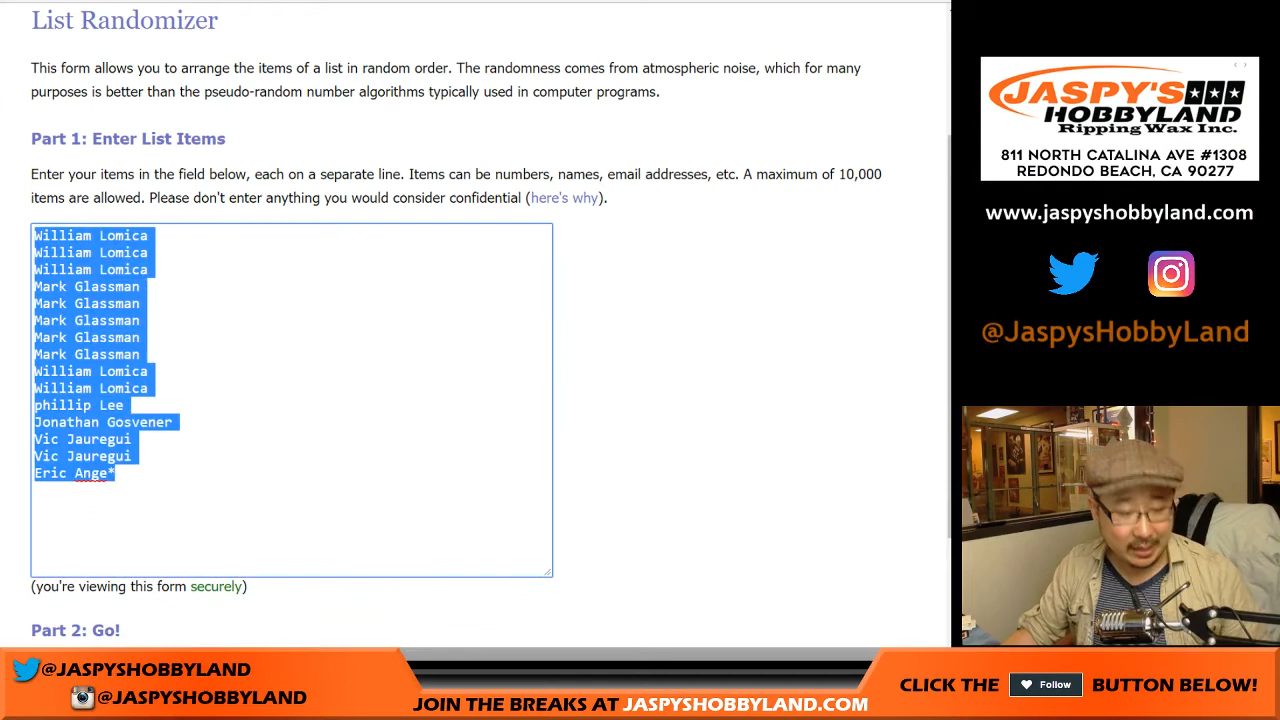 List Randomizer
This form allows you to arrange the items of a list in random order. The randomness comes from atmospheric noise, which for many
purposes is better than the pseudo-random number algorithms typically used in computer programs.
Part 1: Enter List Items
Enter your items in the field below, each on a separate line. Items can be numbers, names, email addresses, etc. A maximum of 10,000
items are allowed. Please don't enter anything you would consider confidential (here's why).
William Lomica
William Lomica
William Lomica
Mark Glassman
Mark Glassman
Mark Glassman
Mark Glassman
Mark Glassman
William Lomica
William Lomica
phillip Lee
Jonathan Gosvener
Vic Jauregui
Vic Jauregui
Eric Ange*
(you're viewing this form securely)
Part 2: Go!
JASPY'S
HOBBYLAND
Ripping Wax Inc.
811 NORTH CATALINA AVE #1308
REDONDO BEACH, CA 90277
www.jaspyshobbyland.com
@JaspysHobbyLand
@JASPYSHOBBYLAND
@JASPYSHOBBYLAND
JOIN THE BREAKS AT JASPYSHOBBYLAND.COM
CLICK THE Follow BUTTON BELOW!